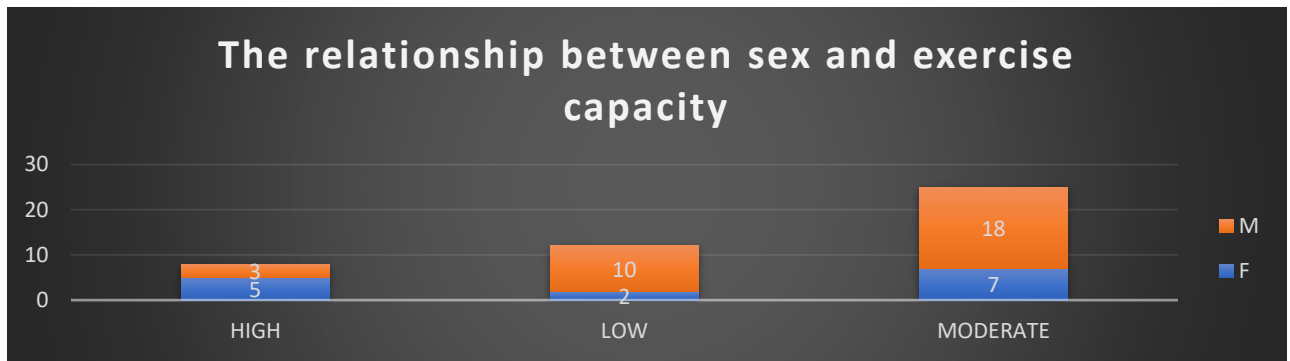 The relationship between sex and exercise
capacity
30
20
10
0
3
5
10
2
18
7
HIGH
LOW
MODERATE
M
F